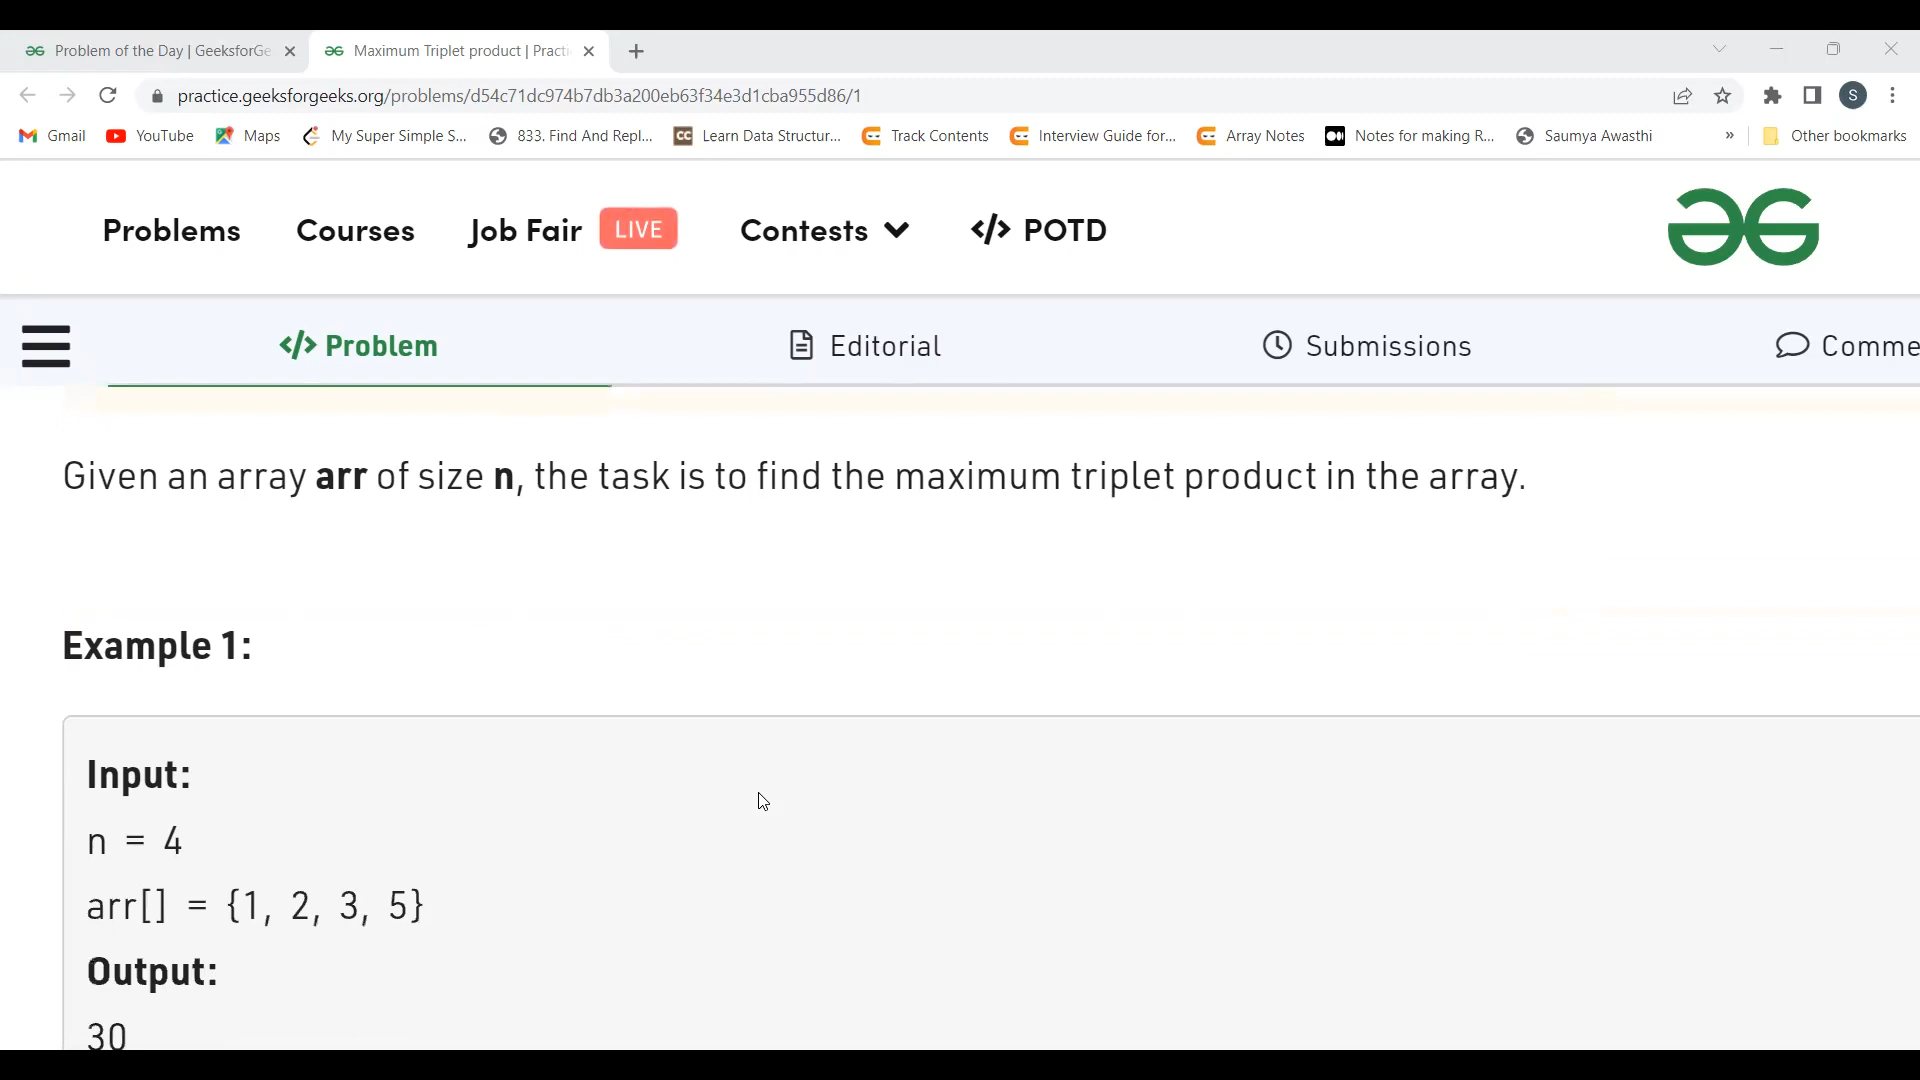 Problem of the Day | GeeksforGe
Maximum Triplet product | Practi
practice.geeksforgeeks.org/problems/d54c71dc974b7db3a200eb63f34e3d1cba955d86/1
S
Gmail YouTube Maps My Super Simple S... 833. Find And Repl... CC Learn Data Structur... Track Contents Interview Guide for... Array Notes Notes for making R... Saumya Awasthi » Other bookmarks
Problems Courses Job Fair LIVE Contests </> POTD
</> Problem Editorial Submissions Comme
Given an array arr of size n, the task is to find the maximum triplet product in the array.
Example 1:
Input:
n = 4
arr[] = {1, 2, 3, 5}
Output:
30